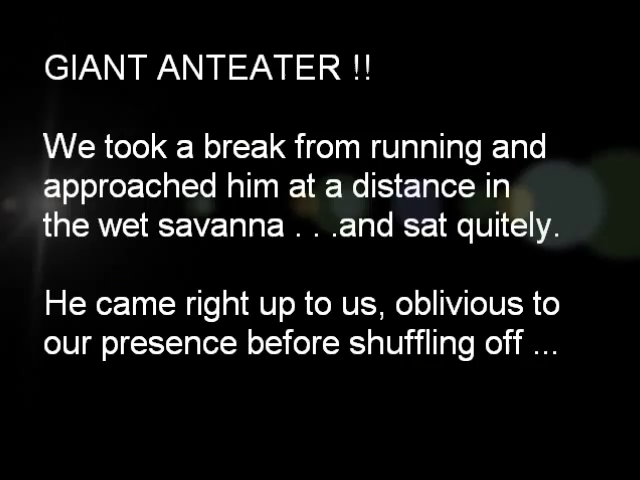 GIANT ANTEATER !!
We took a break from running and
approached him at a distance in
the wet savanna . . .and sat quitely.
He came right up to us, oblivious to
our presence before shuffling off ...